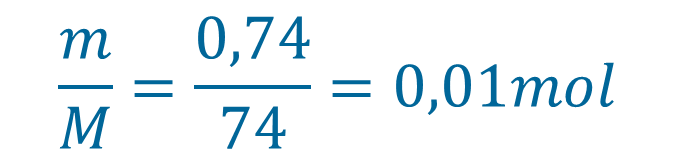 m/M = 0,74/74 = 0,01mol